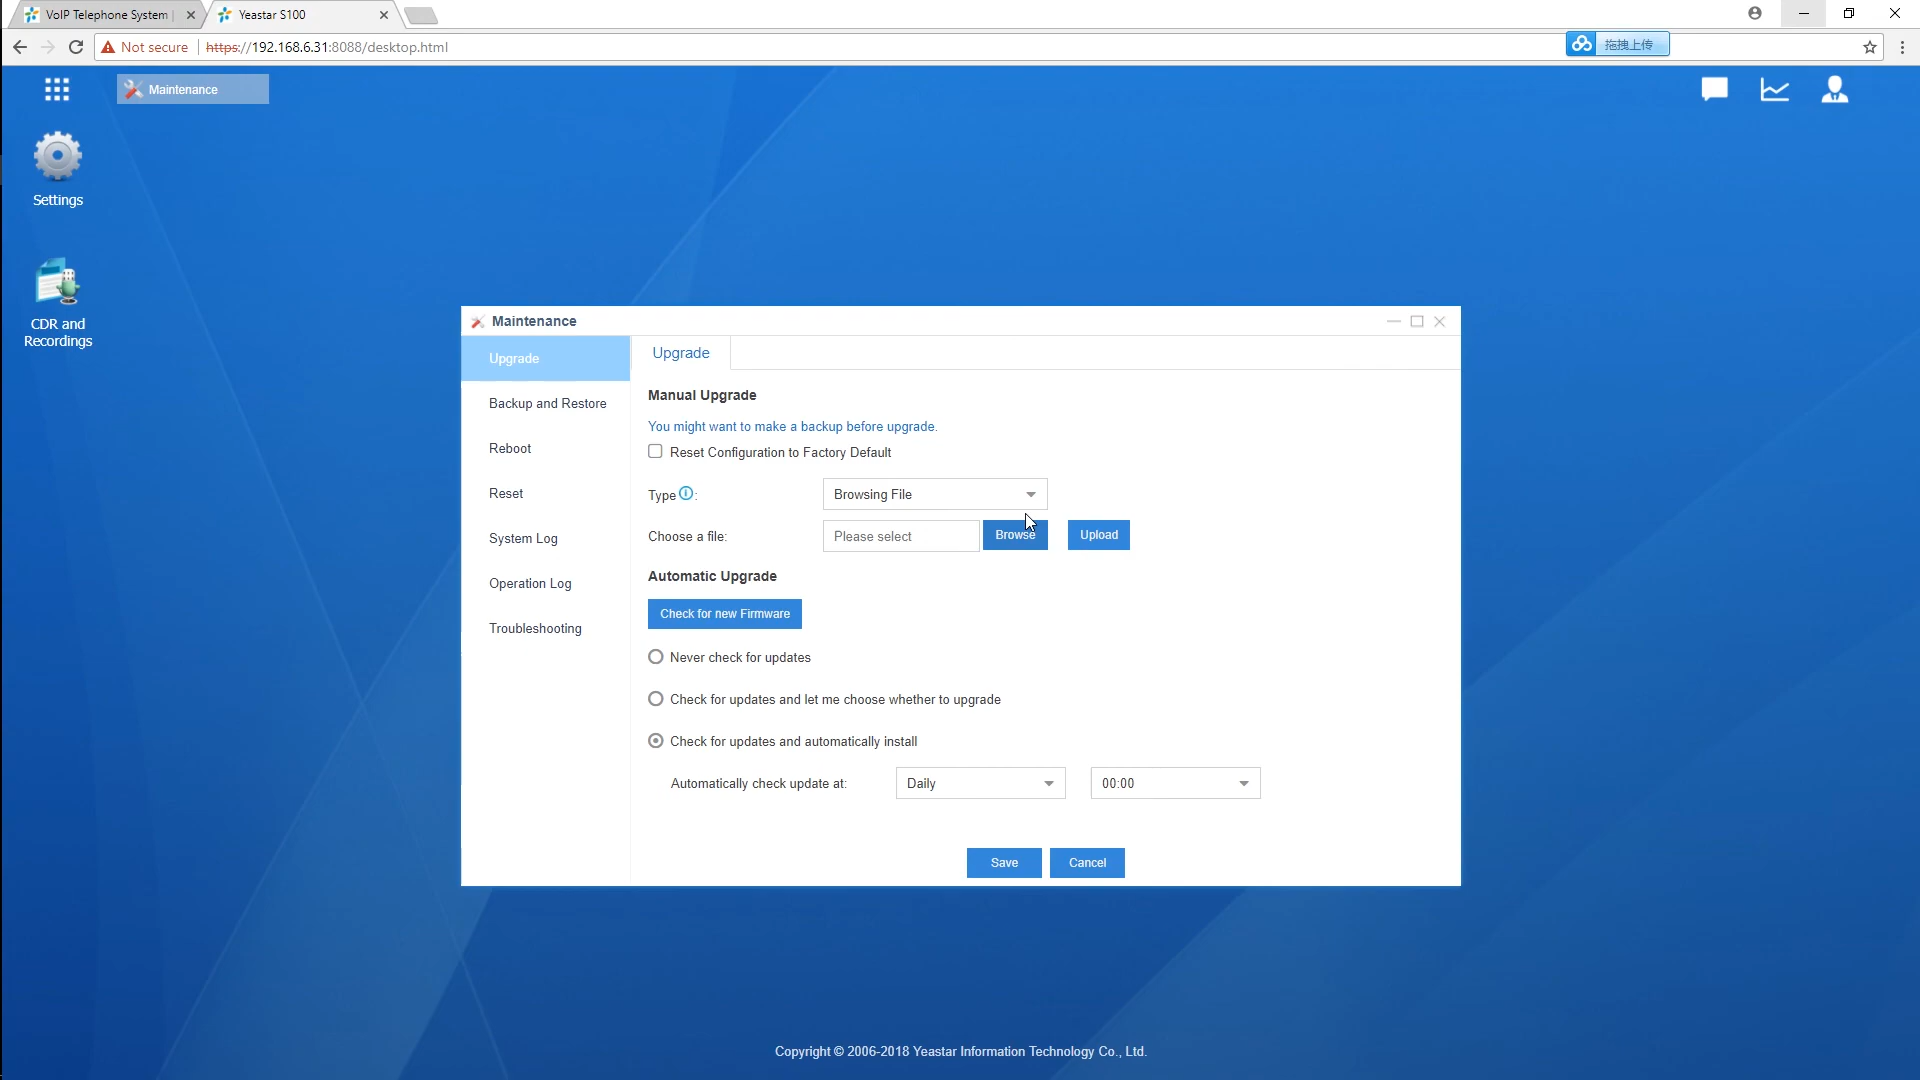 VoIP Telephone System |
Yeastar S100
Not secure
https://192.168.6.31:8088/desktop.html
拖拽上传
Maintenance
Settings
CDR and
Recordings
Maintenance
Upgrade
Backup and Restore
Reboot
Reset
System Log
Operation Log
Troubleshooting
Upgrade
Manual Upgrade
You might want to make a backup before upgrade.
Reset Configuration to Factory Default
Type :
Browsing File
Choose a file:
Please select
Browse
Upload
Automatic Upgrade
Check for new Firmware
Never check for updates
Check for updates and let me choose whether to upgrade
Check for updates and automatically install
Automatically check update at:
Daily
00:00
Save
Cancel
Copyright © 2006-2018 Yeastar Information Technology Co., Ltd.